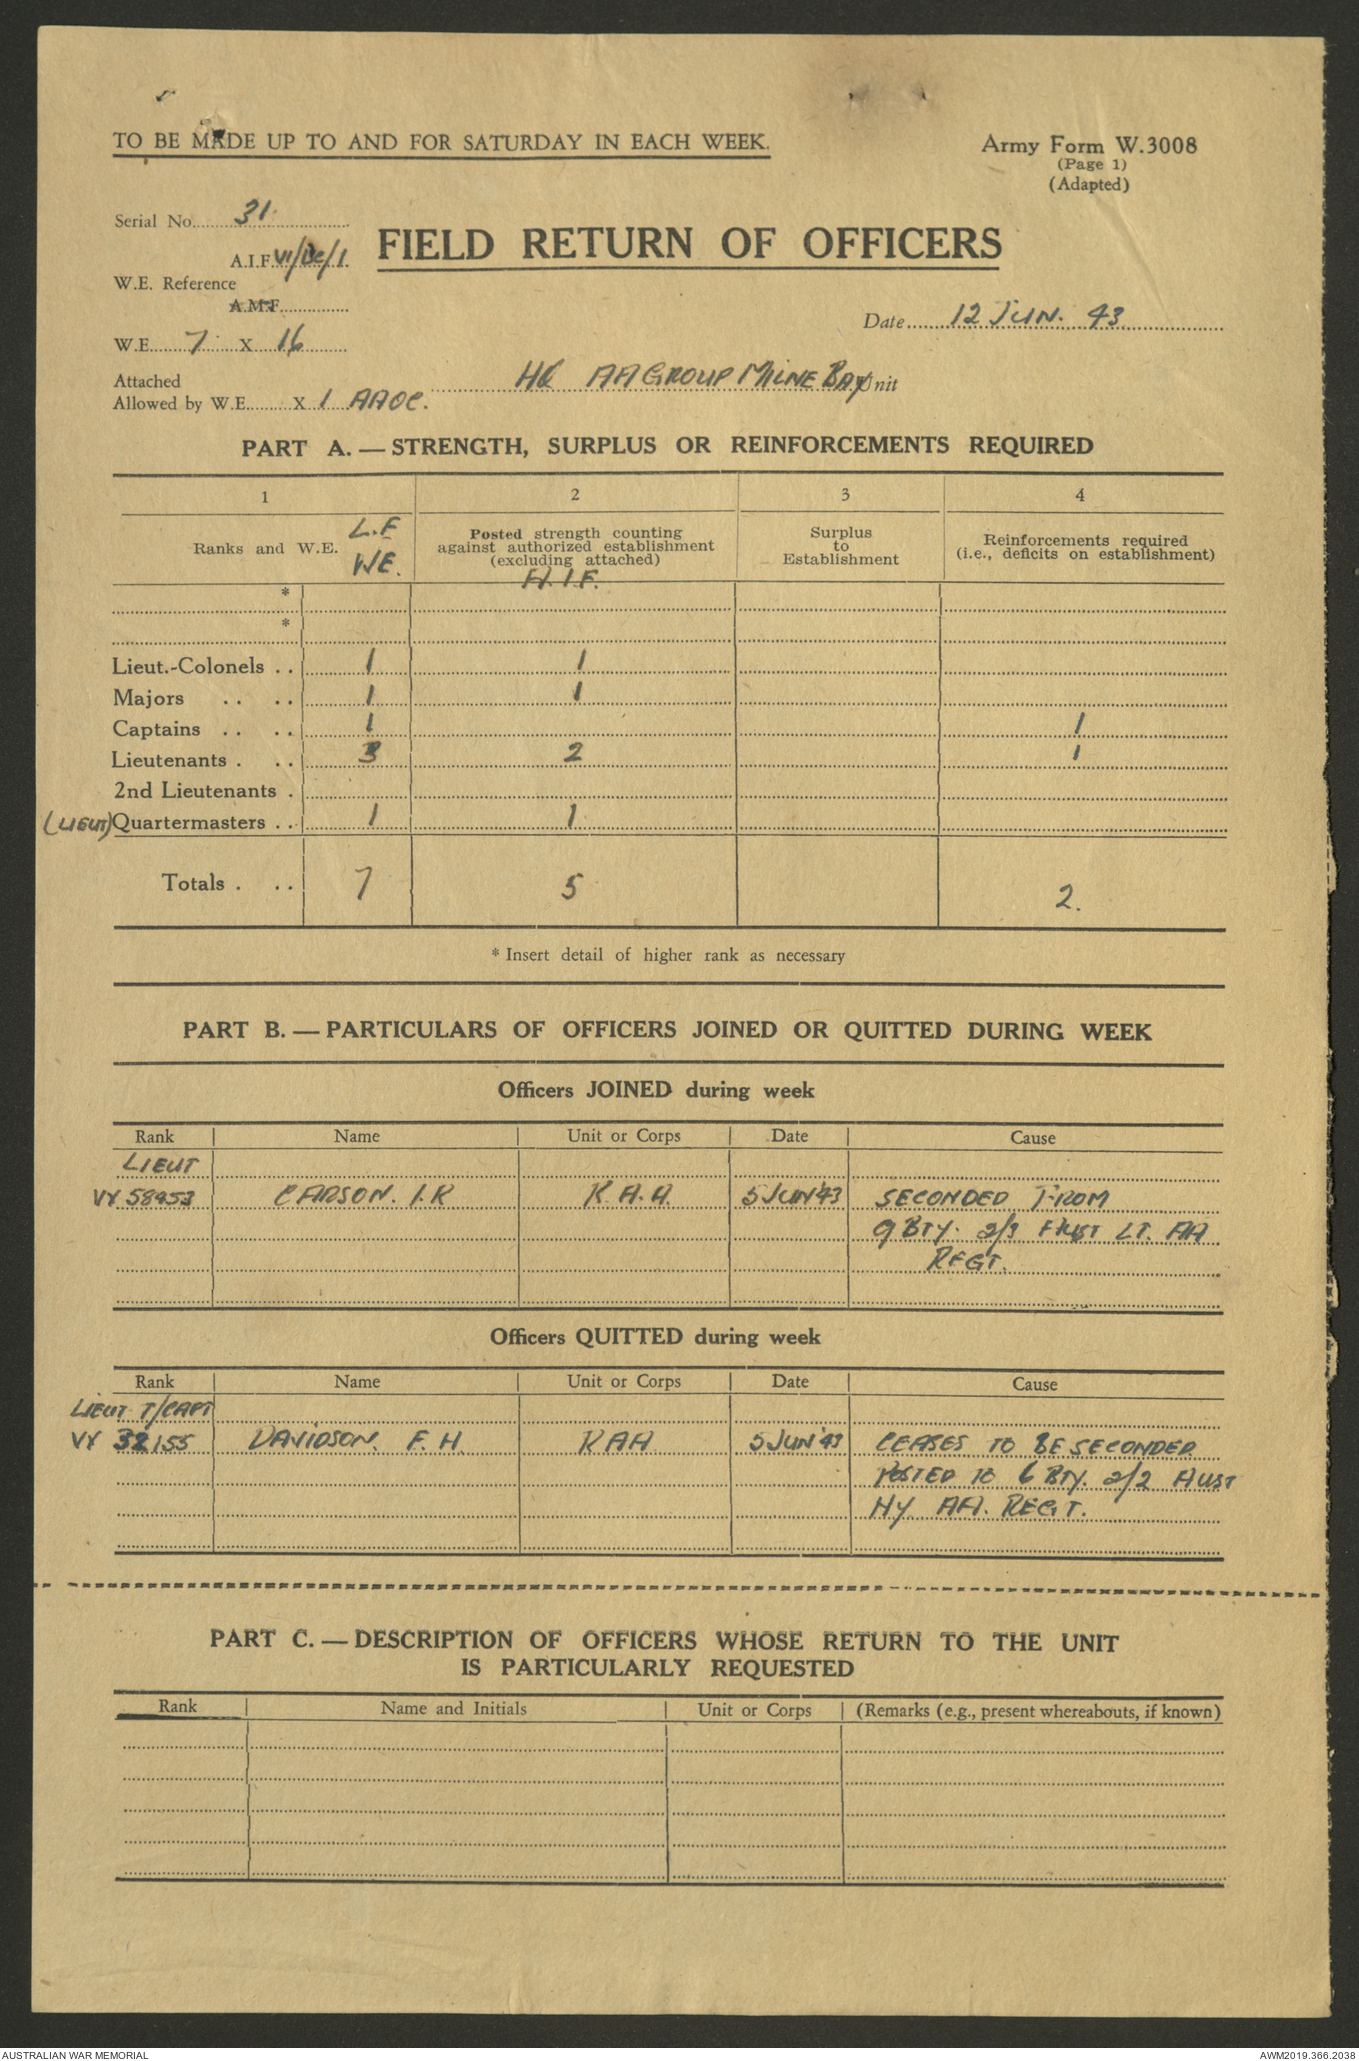 TO BE MADE UP TO AND FOR SATURDAY IN EACH WEEK.
Army Form W.3008
(Page 1)
(Adapted)
Serial No. 31
FIELD RETURN OF OFFICERS
A.I.F. VI/ /1
W.E. Reference
A.M.F.
Date 12 JUN. 43
W.E. 7 X 16
Attached
Allowed by W.E. X 1 AAOC.
HQ AA GROUP MILNE BAY Unit
PART A. — STRENGTH, SURPLUS OR REINFORCEMENTS REQUIRED
1 2 3 4
Ranks and W.E. L.F WE.
Posted strength counting against authorized establishment (excluding attached) A.I.F.
Surplus to Establishment
Reinforcements required (i.e., deficits on establishment)
*
*
Lieut.-Colonels . . 1 1
Majors . . . . 1 1
Captains . . . . 1 1
Lieutenants . . . 3 2 1
2nd Lieutenants .
(LIEUT) Quartermasters . . 1 1
Totals . . . 7 5 2.
* Insert detail of higher rank as necessary
PART B. — PARTICULARS OF OFFICERS JOINED OR QUITTED DURING WEEK
Officers JOINED during week
Rank Name Unit or Corps Date Cause
LIEUT
VX 58953 CARSON. I.K R.A.A. 5 JUN '43 SECONDED FROM
9 BTY. 2/3 AUST LT. AA
REGT.
Officers QUITTED during week
Rank Name Unit or Corps Date Cause
LIEUT T/CAPT
VX 32155 DAVIDSON. F. H. RAA 5 JUN '43 CEASES TO BE SECONDED
POSTED TO 6 BTY. 2/2 AUST
HY AA. REGT.
PART C. — DESCRIPTION OF OFFICERS WHOSE RETURN TO THE UNIT
IS PARTICULARLY REQUESTED
Rank Name and Initials Unit or Corps (Remarks (e.g., present whereabouts, if known)
AUSTRALIAN WAR MEMORIAL
AWM2019.366.2038